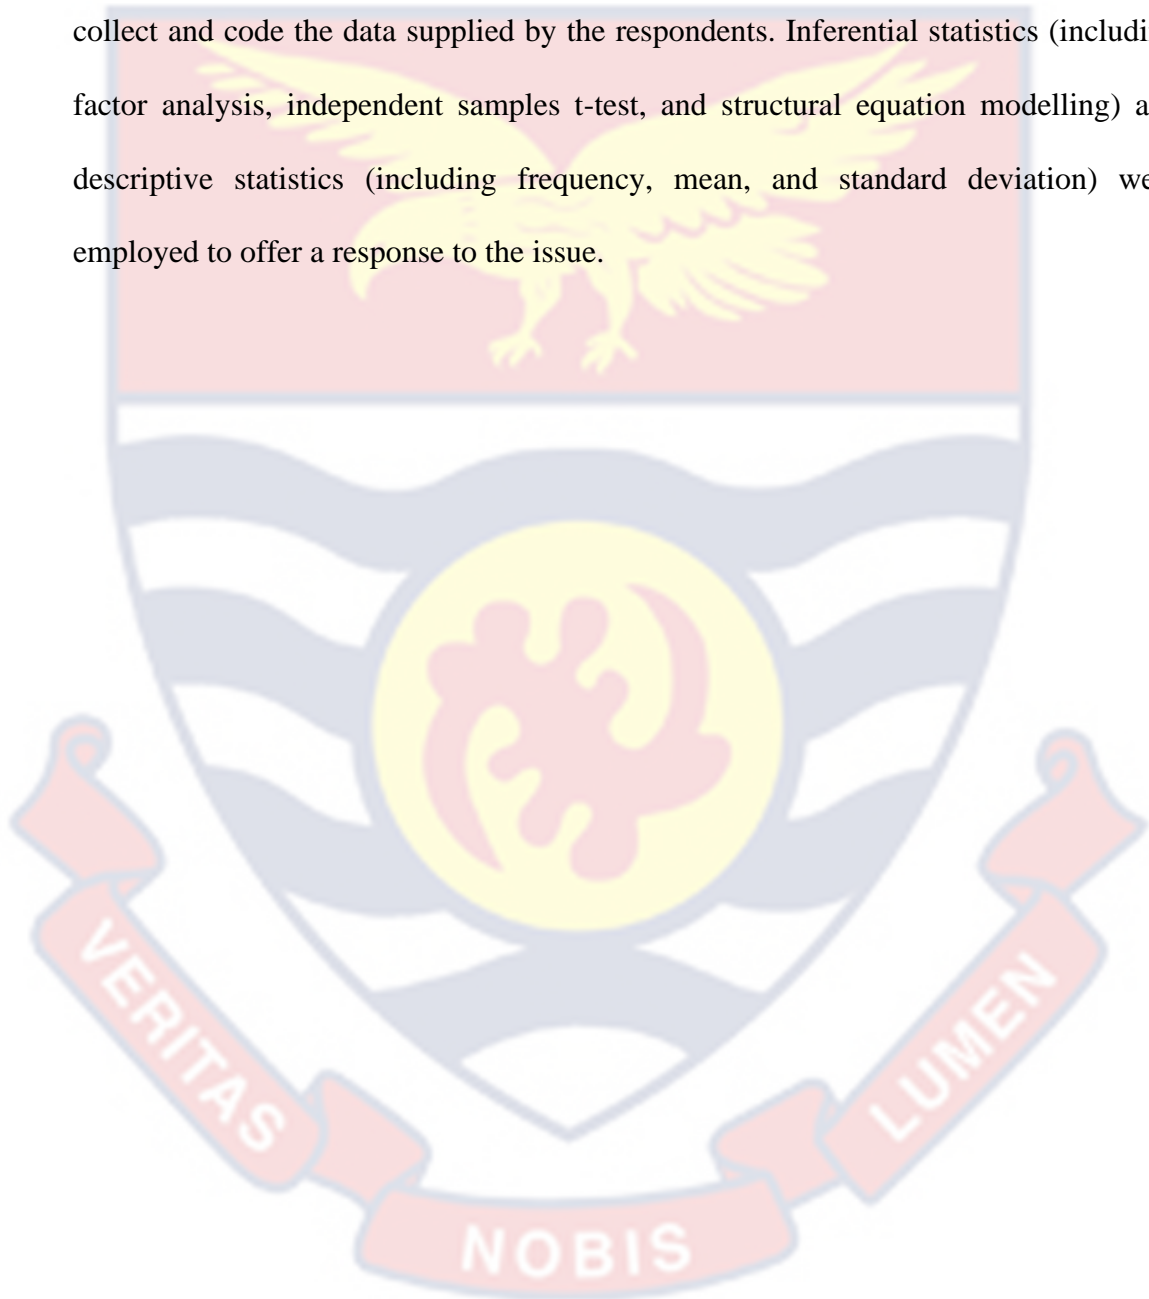 collect and code the data supplied by the respondents. Inferential statistics (includi
factor analysis, independent samples t-test, and structural equation modelling) a
descriptive statistics (including frequency, mean, and standard deviation) we
employed to offer a response to the issue.
VERITAS
NOBIS
LUMEN